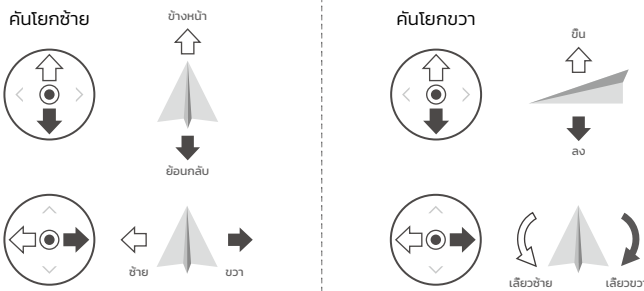 คันโยกซ้าย
ข้างหน้า
ย้อนกลับ
ซ้าย
ขวา
คันโยกขวา
ขึ้น
ลง
เลี้ยวซ้าย
เลี้ยวขวา